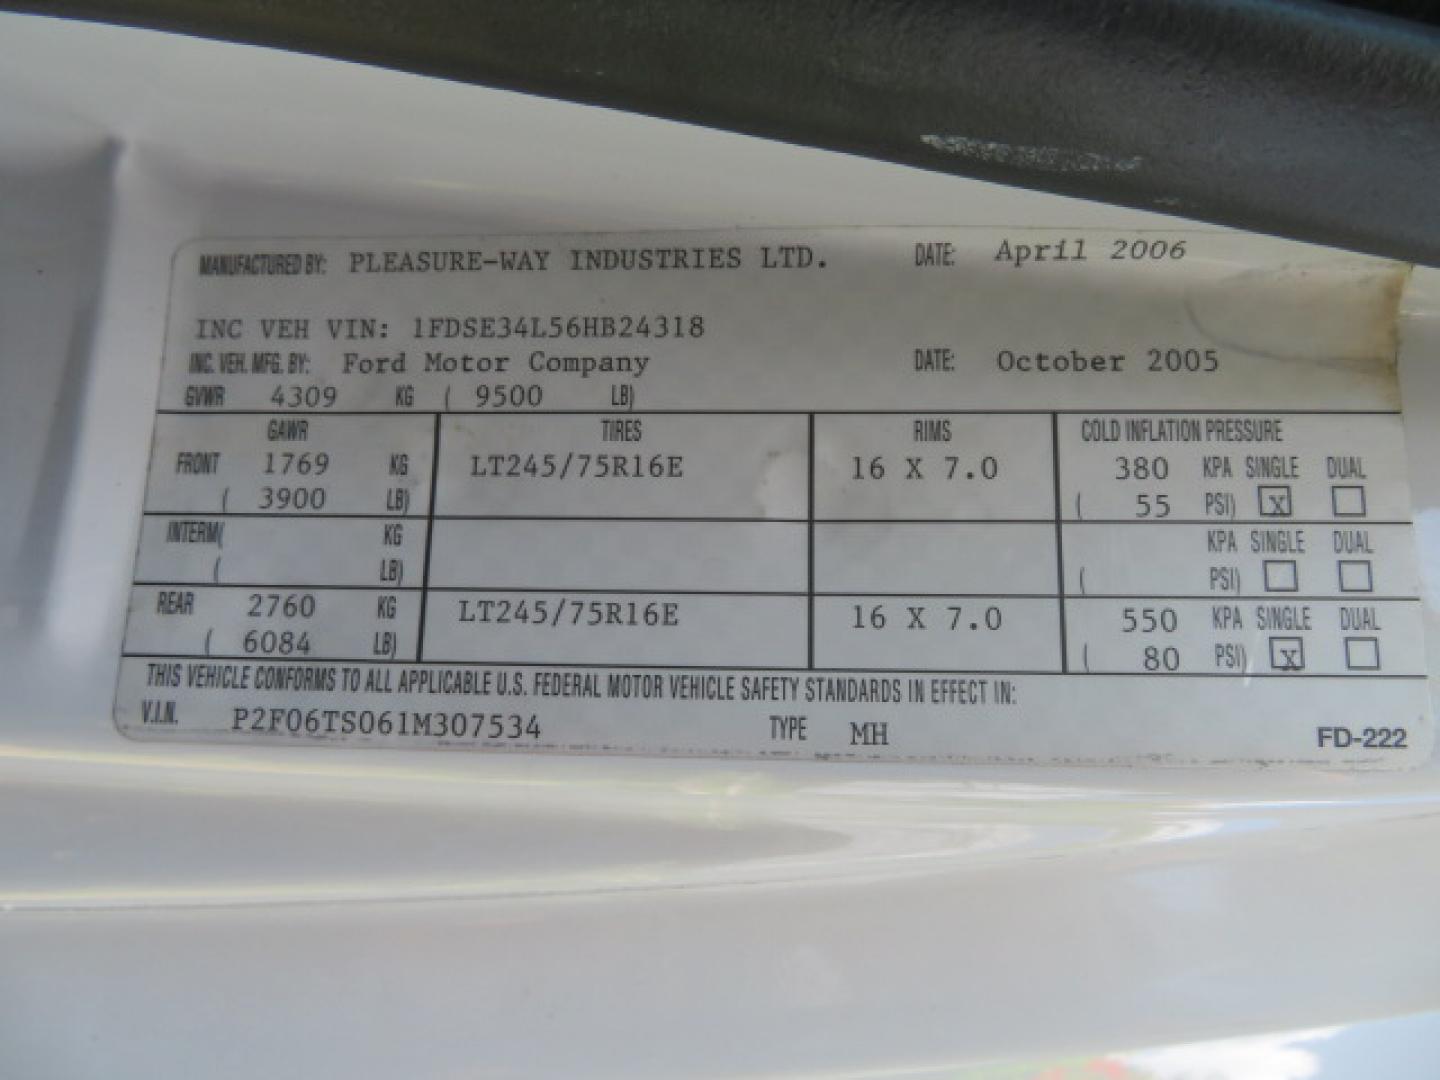 MANUFACTURED BY: PLEASURE-WAY INDUSTRIES LTD. DATE: April 2006
INC VEH VIN: 1FDSE34L56HB24318
INC. VEH. MFG. BY: Ford Motor Company DATE: October 2005
GVWR 4309 KG ( 9500 LB)
GAWR TIRES RIMS COLD INFLATION PRESSURE
FRONT 1769 KG LT245/75R16E 16 X 7.0 380 KPA SINGLE DUAL
( 3900 LB) ( 55 PSI) X
INTERM( KG KPA SINGLE DUAL
( LB) ( PSI)
REAR 2760 KG LT245/75R16E 16 X 7.0 550 KPA SINGLE DUAL
( 6084 LB) ( 80 PSI) X
THIS VEHICLE CONFORMS TO ALL APPLICABLE U.S. FEDERAL MOTOR VEHICLE SAFETY STANDARDS IN EFFECT IN:
V.I.N. P2F06TS061M307534 TYPE MH FD-222